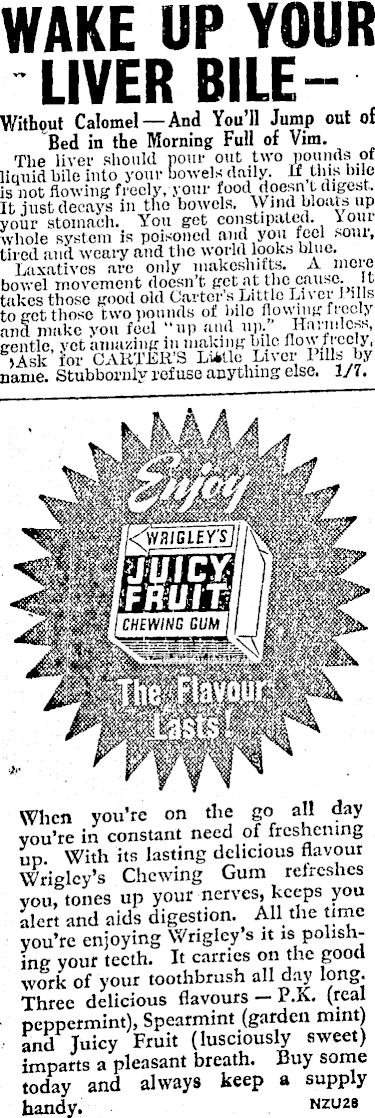 WAKE UP YOUR
LIVER BILE—
Without Calomel—And You'll Jump out of
Bed in the Morning Full of Vim.
The liver should pour out two pounds of
liquid bile into your bowels daily. If this bile
is not flowing freely, your food doesn't digest.
It just decays in the bowels. Wind bloats up
your stomach. You get constipated. Your
whole system is poisoned and you feel sour,
tired and weary and the world looks blue.
Laxatives are only makeshifts. A mere
bowel movement doesn't get at the cause. It
takes those good old Carter's Little Liver Pills
to get those two pounds of bile flowing freely
and make you feel "up and up." Harmless,
gentle, yet amazing in making bile flow freely,
Ask for CARTER'S Little Liver Pills by
name. Stubbornly refuse anything else. 1/7.
Enjoy
WRIGLEY'S
JUICY
FRUIT
CHEWING GUM
The Flavour
Lasts!
When you're on the go all day
you're in constant need of freshening
up. With its lasting delicious flavour
Wrigley's Chewing Gum refreshes
you, tones up your nerves, keeps you
alert and aids digestion. All the time
you're enjoying Wrigley's it is polish-
ing your teeth. It carries on the good
work of your toothbrush all day long.
Three delicious flavours — P.K. (real
peppermint), Spearmint (garden mint)
and Juicy Fruit (lusciously sweet)
imparts a pleasant breath. Buy some
today and always keep a supply
handy. NZU28